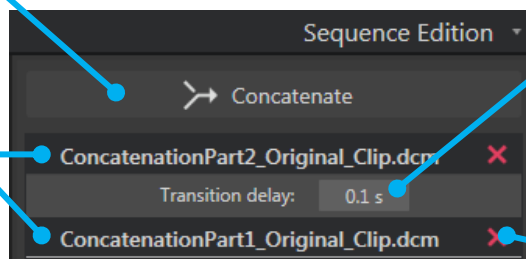 Sequence Edition
Concatenate
ConcatenationPart2_Original_Clip.dcm
Transition delay: 0.1 s
ConcatenationPart1_Original_Clip.dcm